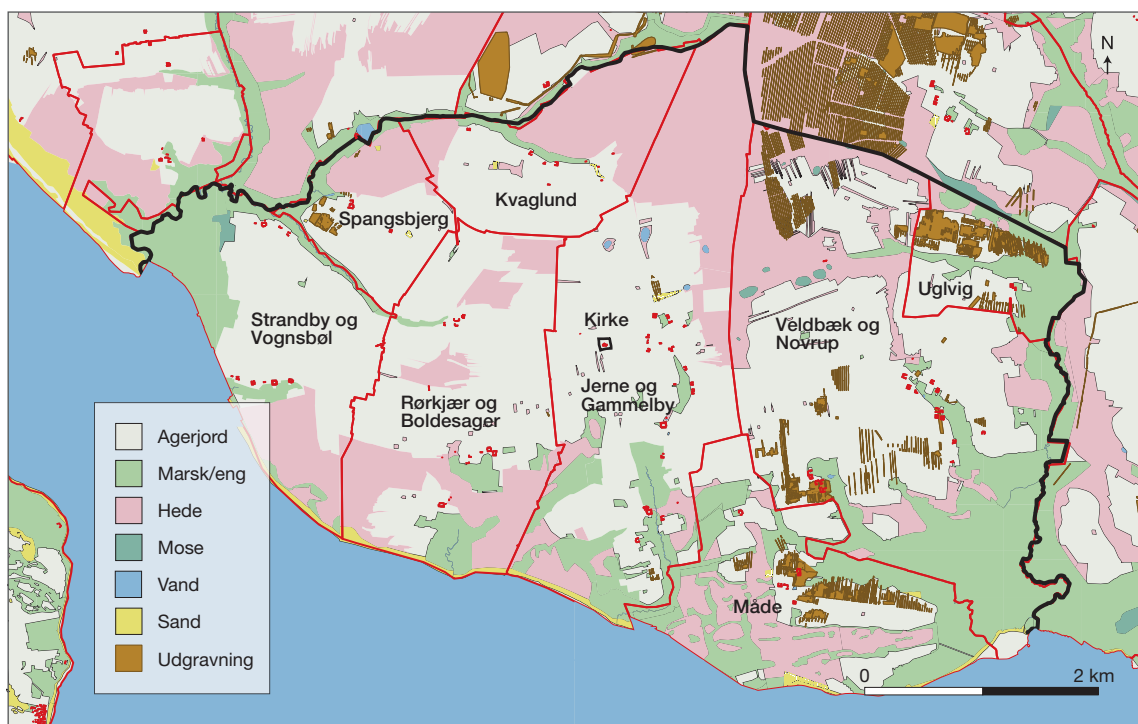 N
Kvaglund
Spangsbjerg
Uglvig
Strandby og
Vognsbøl
Kirke
Veldbæk og
Novrup
Rørkjær og
Boldesager
Jerne og
Gammelby
Måde
Agerjord
Marsk/eng
Hede
Mose
Vand
Sand
Udgravning
0 2 km